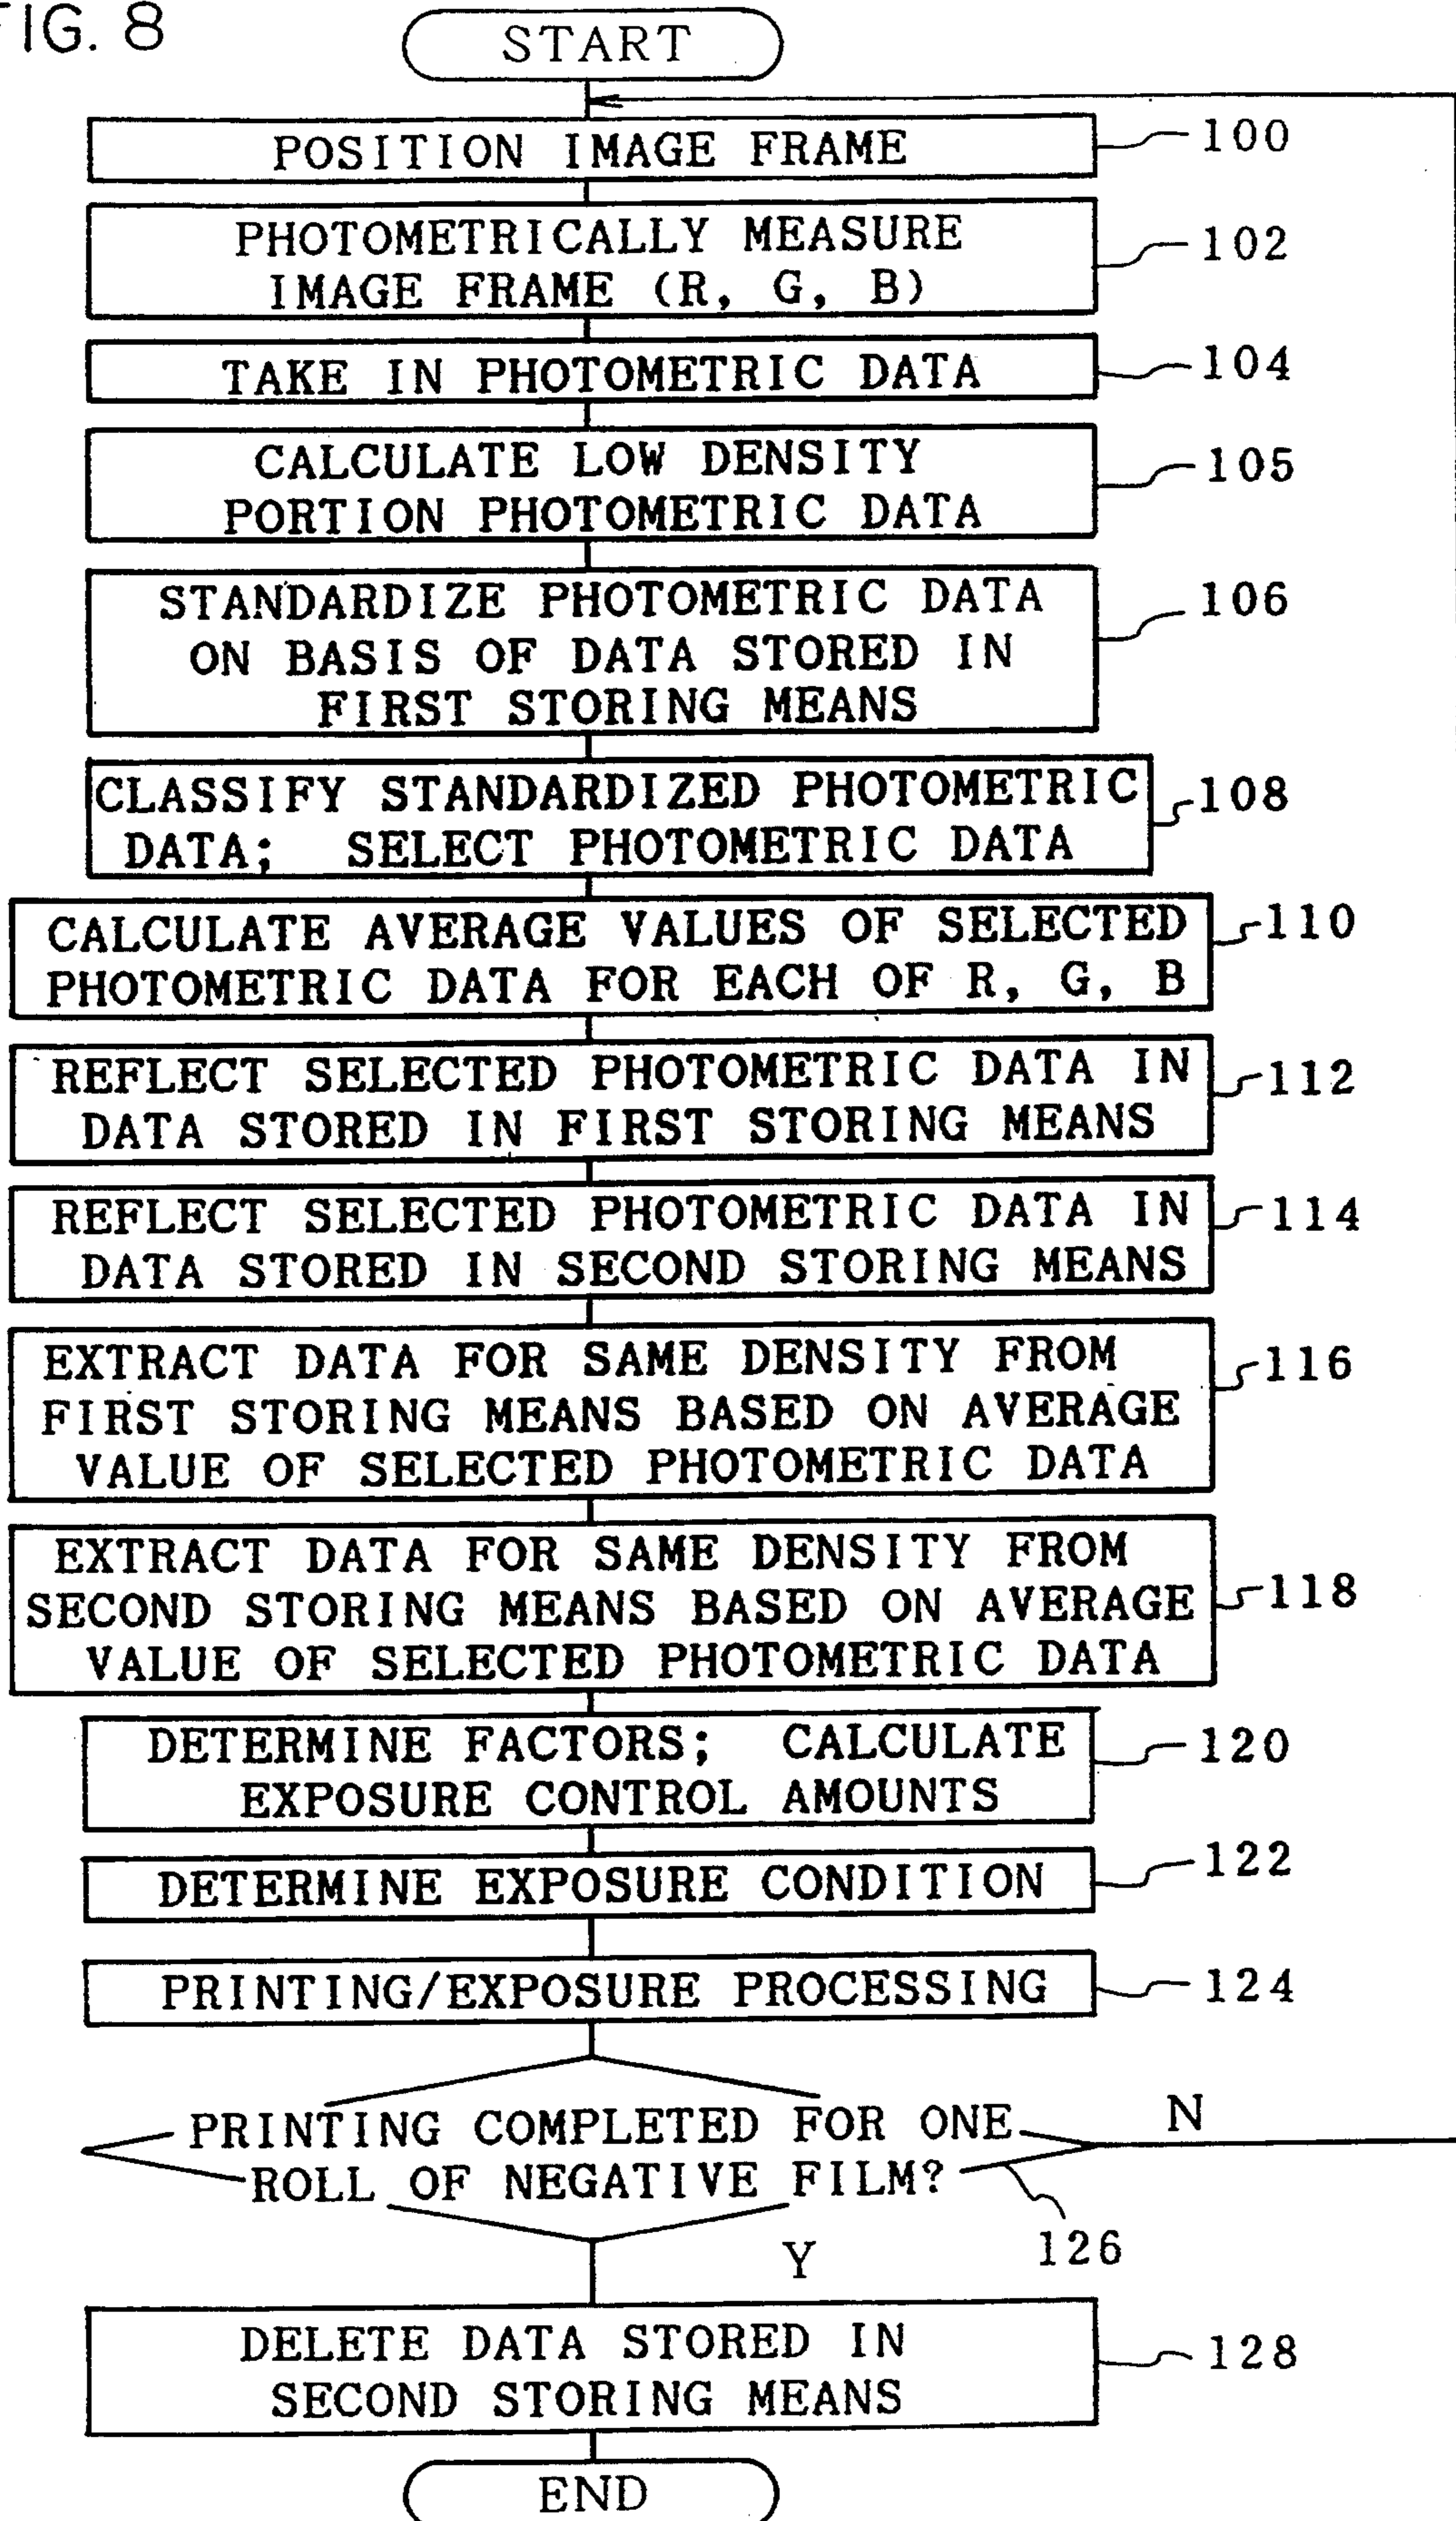 FIG. 8
START
POSITION IMAGE FRAME
100
PHOTOMETRICALLY MEASURE
IMAGE FRAME (R, G, B)
102
TAKE IN PHOTOMETRIC DATA
104
CALCULATE LOW DENSITY
PORTION PHOTOMETRIC DATA
105
STANDARDIZE PHOTOMETRIC DATA
ON BASIS OF DATA STORED IN
FIRST STORING MEANS
106
CLASSIFY STANDARDIZED PHOTOMETRIC
DATA; SELECT PHOTOMETRIC DATA
108
CALCULATE AVERAGE VALUES OF SELECTED
PHOTOMETRIC DATA FOR EACH OF R, G, B
110
REFLECT SELECTED PHOTOMETRIC DATA IN
DATA STORED IN FIRST STORING MEANS
112
REFLECT SELECTED PHOTOMETRIC DATA IN
DATA STORED IN SECOND STORING MEANS
114
EXTRACT DATA FOR SAME DENSITY FROM
FIRST STORING MEANS BASED ON AVERAGE
VALUE OF SELECTED PHOTOMETRIC DATA
116
EXTRACT DATA FOR SAME DENSITY FROM
SECOND STORING MEANS BASED ON AVERAGE
VALUE OF SELECTED PHOTOMETRIC DATA
118
DETERMINE FACTORS; CALCULATE
EXPOSURE CONTROL AMOUNTS
120
DETERMINE EXPOSURE CONDITION
122
PRINTING/EXPOSURE PROCESSING
124
PRINTING COMPLETED FOR ONE
ROLL OF NEGATIVE FILM?
N
126
Y
DELETE DATA STORED IN
SECOND STORING MEANS
128
END